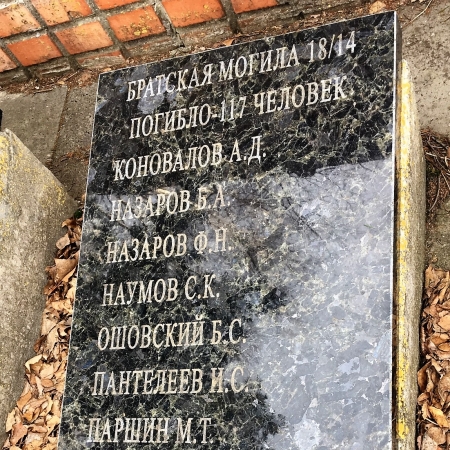 БРАТСКАЯ МОГИЛА 18/14
ПОГИБЛО-117 ЧЕЛОВЕК
КОНОВАЛОВ А.Д.
НАЗАРОВ Б.А.
НАЗАРОВ Ф.Н.
НАУМОВ С.К.
ОШОВСКИЙ Б.С.
ПАНТЕЛЕЕВ И.С.
ПАРШИН М.Т.